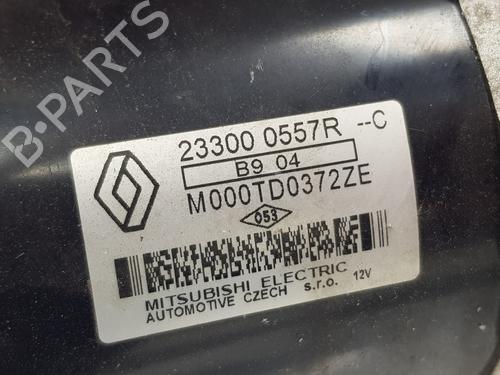 B-Parts
23300 0557R --C
B9 04
M000TD0372ZE
053
MITSUBISHI ELECTRIC
AUTOMOTIVE CZECH s.r.o. 12V